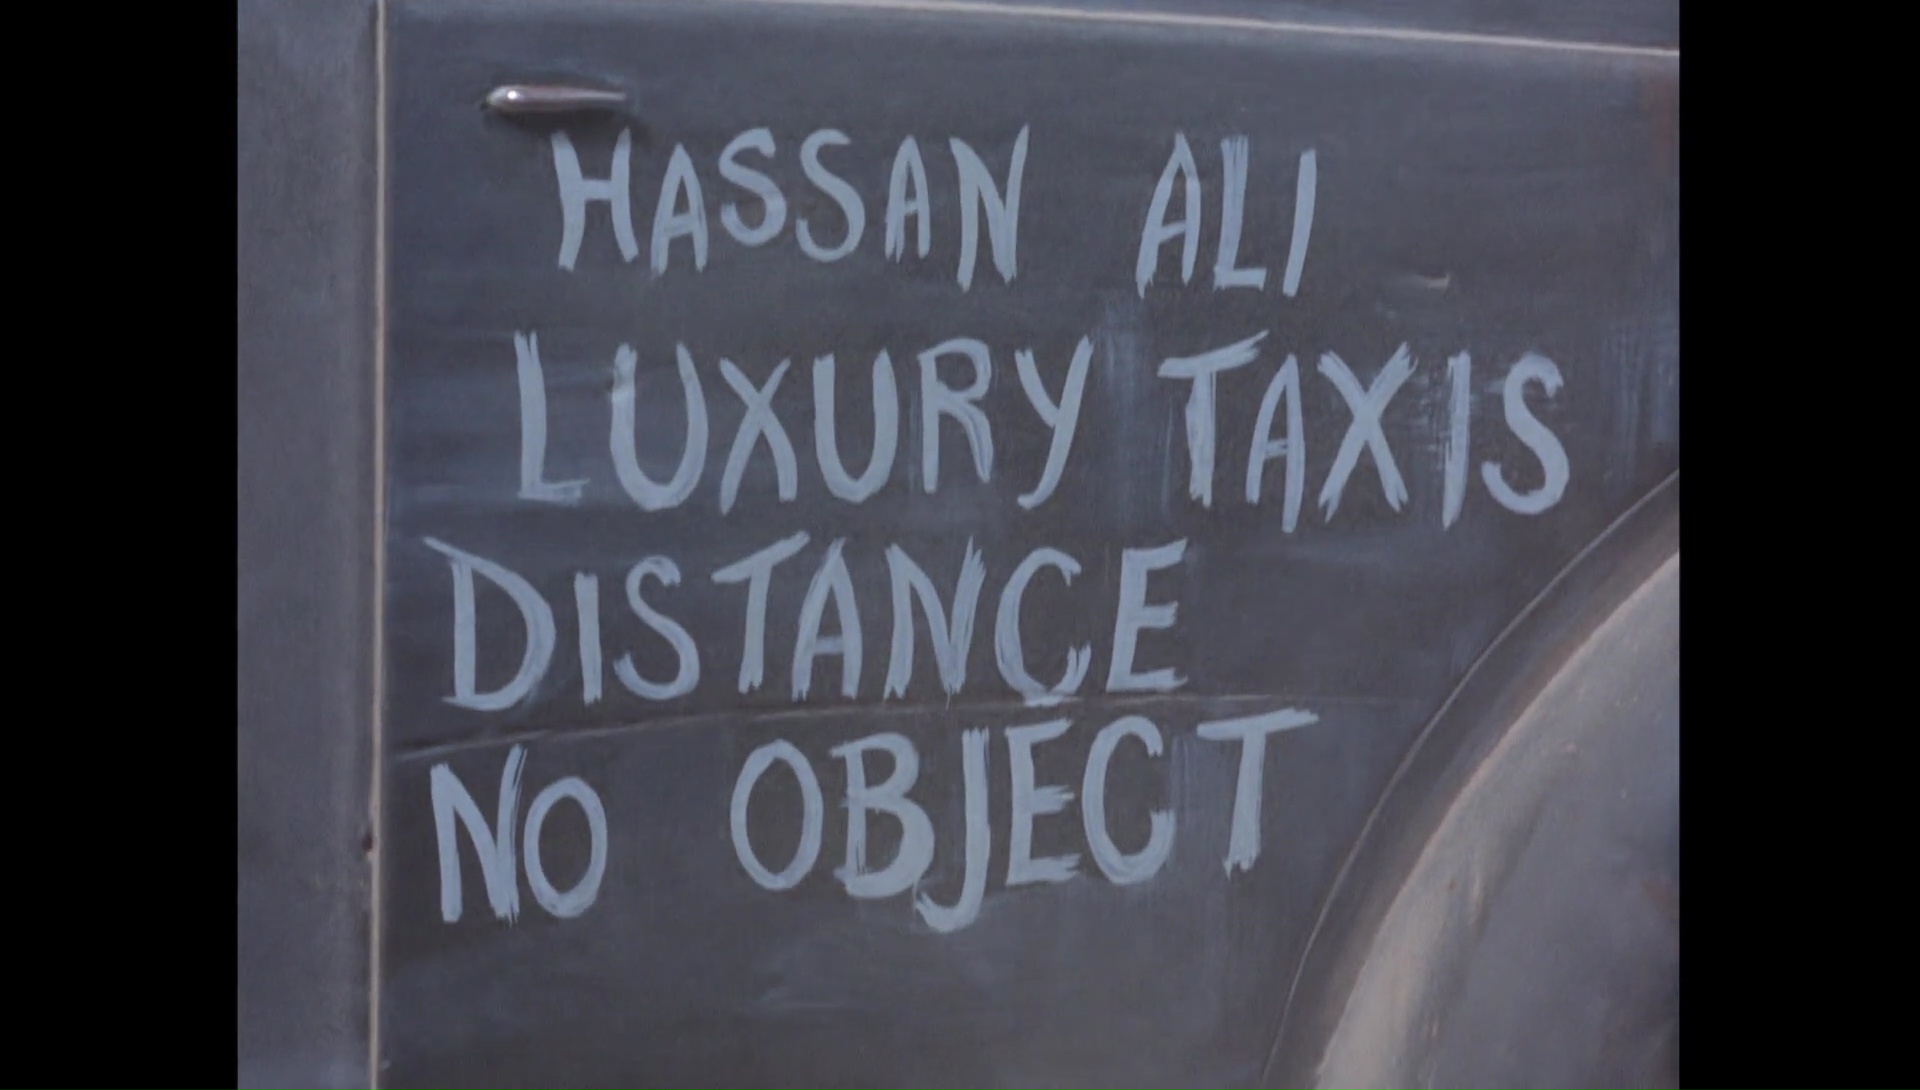 HASSAN ALI
LUXURY TAXIS
DISTANCE
NO OBJECT